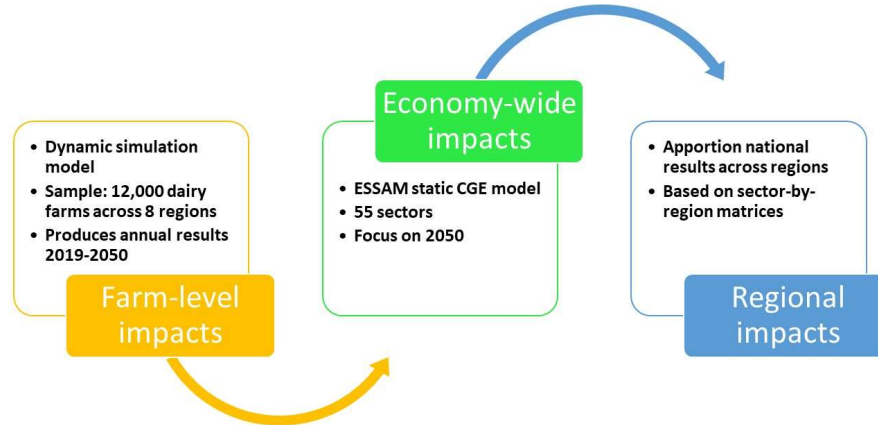 • Dynamic simulation
model
• Sample: 12,000 dairy
farms across 8 regions
• Produces annual results
2019-2050
Farm-level
impacts
Economy-wide
impacts
• ESSAM static CGE model
• 55 sectors
• Focus on 2050
• Apportion national
results across regions
• Based on sector-by-
region matrices
Regional
impacts